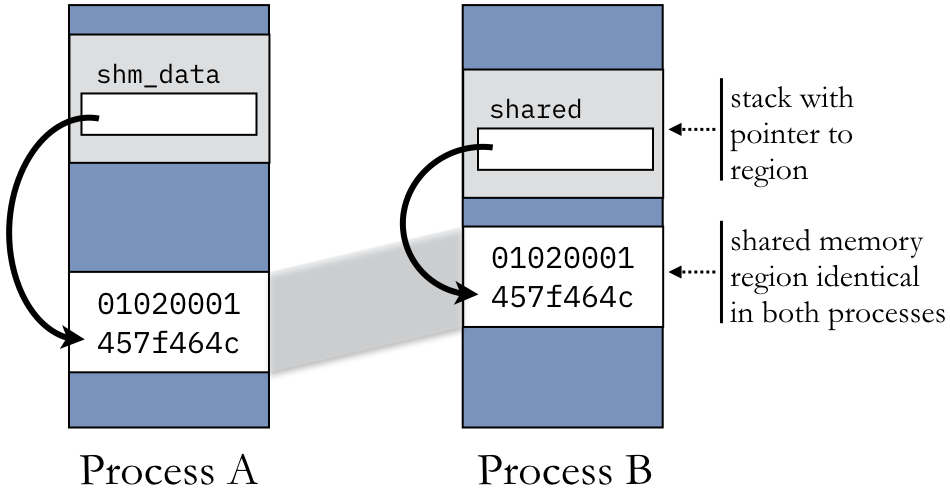 shm_data
01020001
457f464c
Process A
shared
01020001
457f464c
Process B
stack with
pointer to
region
shared memory
region identical
in both processes